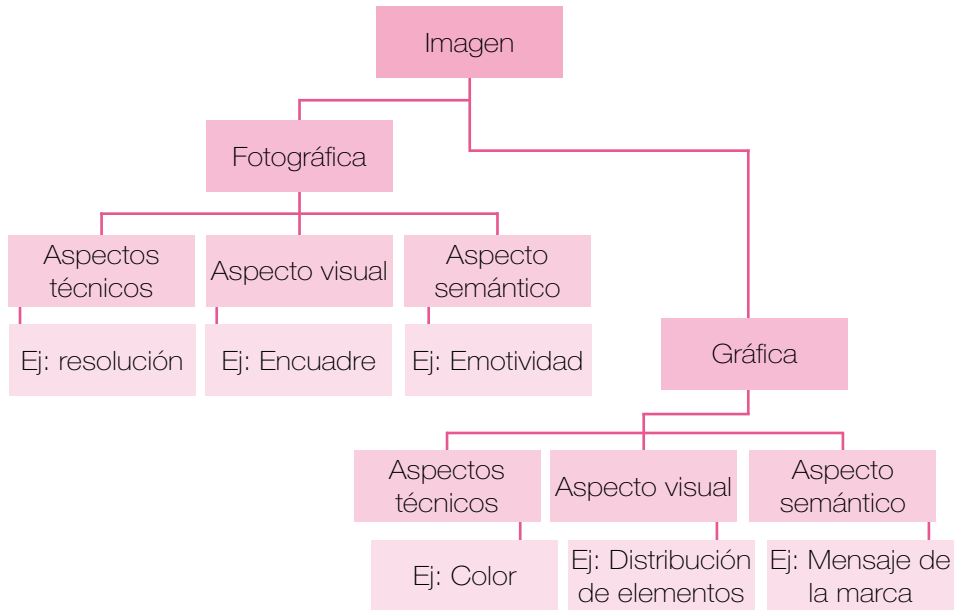 Imagen
Fotográfica
Aspectos
técnicos
Aspecto visual
Aspecto
semántico
Ej: resolución
Ej: Encuadre
Ej: Emotividad
Gráfica
Aspectos
técnicos
Aspecto visual
Aspecto
semántico
Ej: Color
Ej: Distribución
de elementos
Ej: Mensaje de
la marca